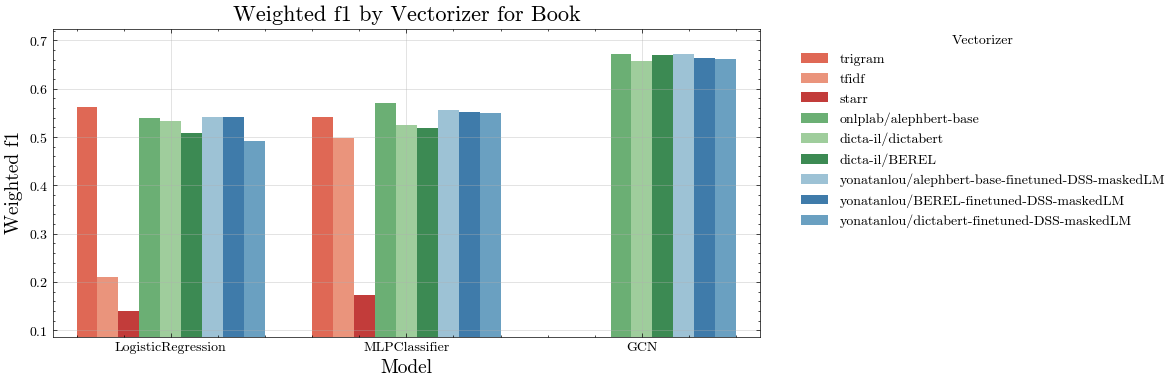 Weighted f1 by Vectorizer for Book
Weighted f1
0.7
0.6
0.5
0.4
0.3
0.2
0.1
LogisticRegression
MLPClassifier
GCN
Model
Vectorizer
trigram
tfidf
starr
onlplab/alephbert-base
dicta-il/dictabert
dicta-il/BEREL
yonatanlou/alephbert-base-finetuned-DSS-maskedLM
yonatanlou/BEREL-finetuned-DSS-maskedLM
yonatanlou/dictabert-finetuned-DSS-maskedLM